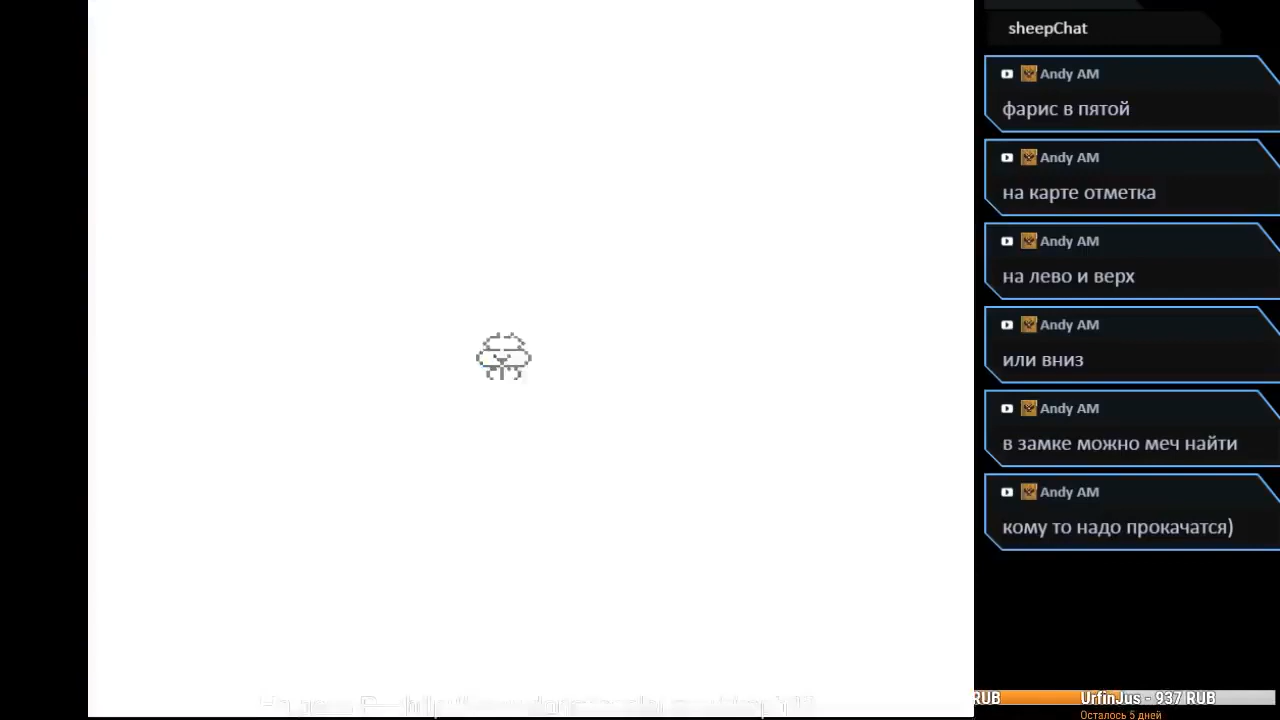 sheepChat
Andy AM
фарис в пятой
Andy AM
на карте отметка
Andy AM
на лево и верх
Andy AM
или вниз
Andy AM
в замке можно меч найти
Andy AM
кому то надо прокачатся)
RUB UrfinJus - 937 RUB
Осталось 5 дней